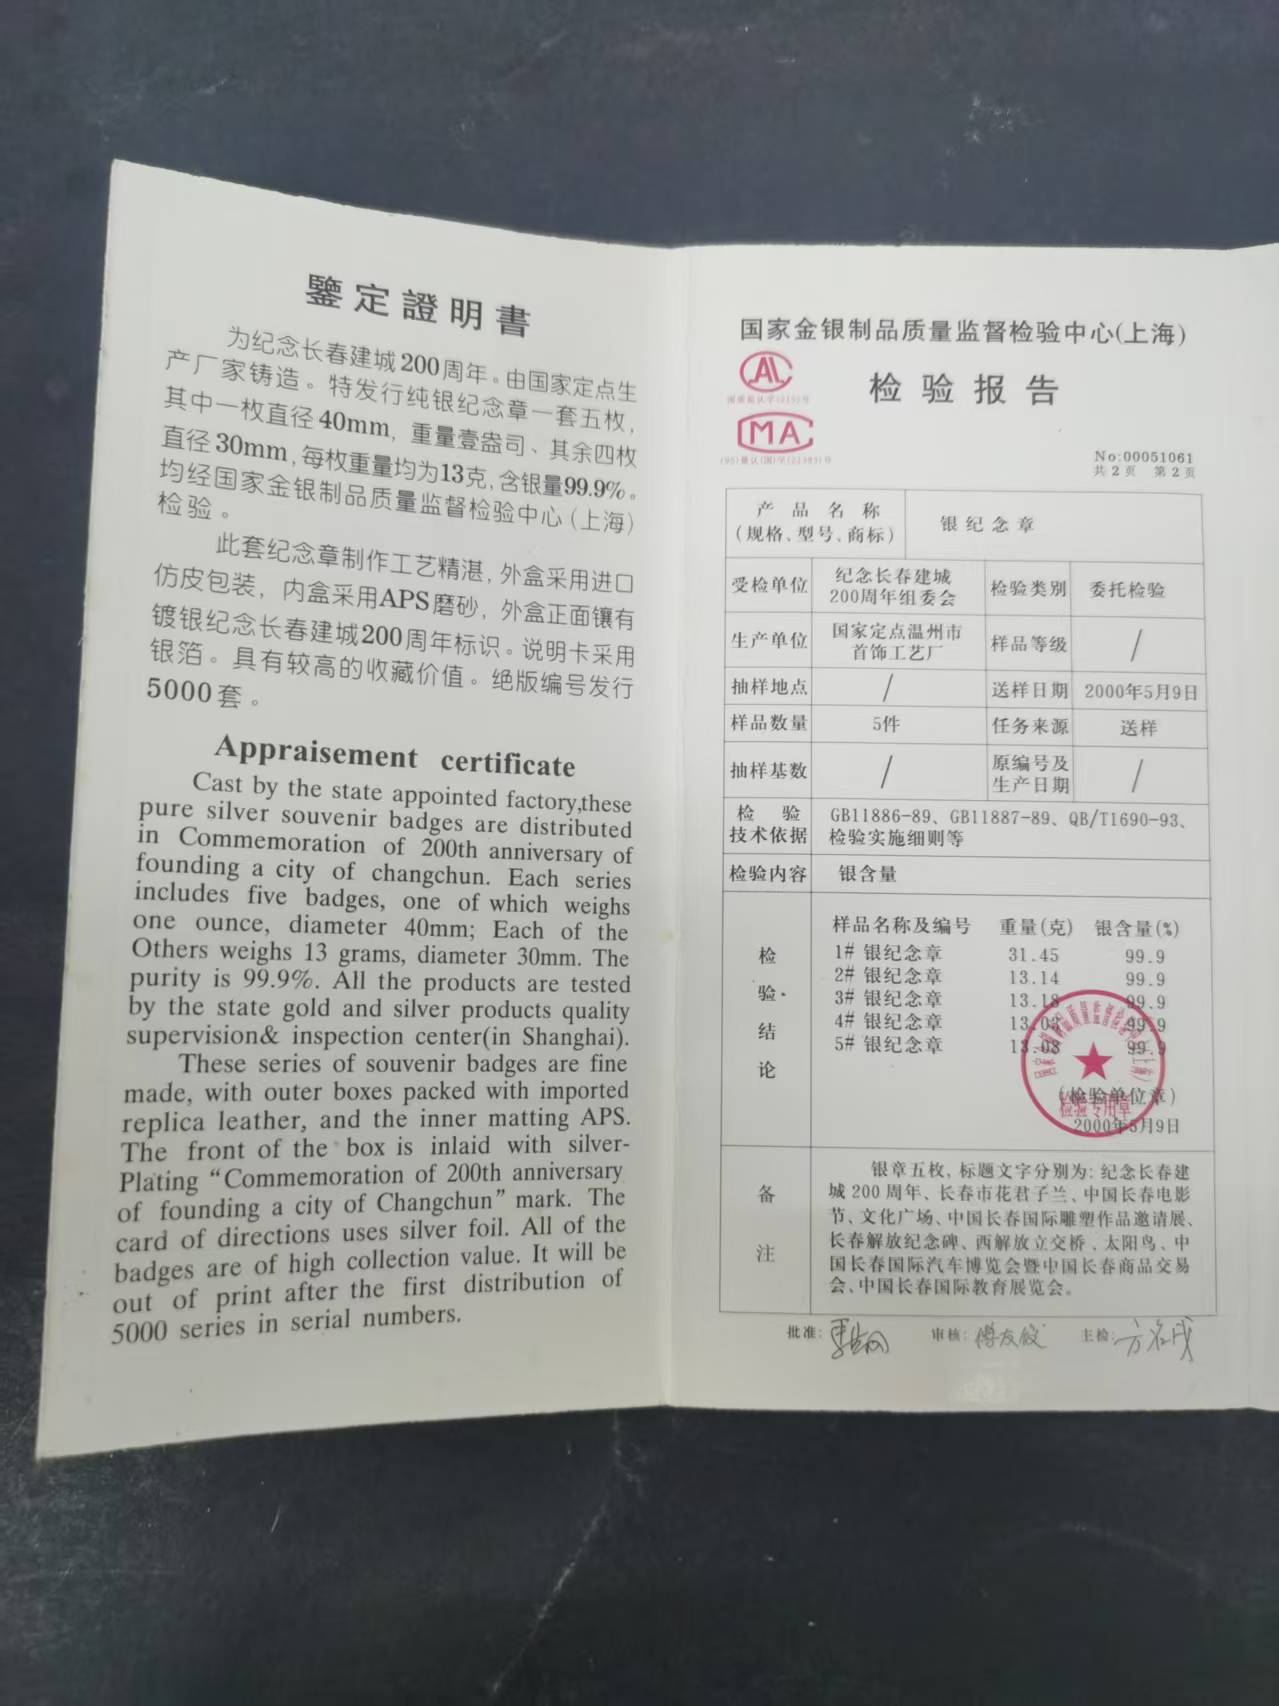 鑒定證明書
为纪念长春建城200周年。由国家定点生
产厂家铸造。特发行纯银纪念章一套五枚，
其中一枚直径40mm，重量壹盎司、其余四枚
直径30mm，每枚重量均为13克，含银量99.9%。
均经国家金银制品质量监督检验中心（上海）
检验。
此套纪念章制作工艺精湛，外盒采用进口
仿皮包装，内盒采用APS磨砂，外盒正面镶有
镀银纪念长春建城200周年标识。说明卡采用
银箔。具有较高的收藏价值。绝版编号发行
5000套。
Appraisement certificate
Cast by the state appointed factory,these
pure silver souvenir badges are distributed
in Commemoration of 200th anniversary of
founding a city of changchun. Each series
includes five badges, one of which weighs
one ounce, diameter 40mm; Each of the
Others weighs 13 grams, diameter 30mm. The
purity is 99.9%. All the products are tested
by the state gold and silver products quality
supervision& inspection center(in Shanghai).
These series of souvenir badges are fine
made, with outer boxes packed with imported
replica leather, and the inner matting APS.
The front of the box is inlaid with silver-
Plating “Commemoration of 200th anniversary
of founding a city of Changchun” mark. The
card of directions uses silver foil. All of the
badges are of high collection value. It will be
out of print after the first distribution of
5000 series in serial numbers.
国家金银制品质量监督检验中心(上海)
CAL
检验报告
MA
No:00051061
共2页 第2页
产品名称 银纪念章
(规格、型号、商标)
受检单位 纪念长春建城 检验类别 委托检验
200周年组委会
生产单位 国家定点温州市 样品等级 /
首饰工艺厂
抽样地点 / 送样日期 2000年5月9日
样品数量 5件 任务来源 送样
抽样基数 / 原编号及 /
生产日期
检验 GB11886-89、GB11887-89、QB/T1690-93、
技术依据 检验实施细则等
检验内容 银含量
检验结论
样品名称及编号 重量(克) 银含量(%)
1# 银纪念章 31.45 99.9
2# 银纪念章 13.14 99.9
3# 银纪念章 13.18 99.9
4# 银纪念章 13.03 99.9
5# 银纪念章 13.08 99.9
(检验单位章)
检验专用章
2000年5月9日
备注
银章五枚，标题文字分别为：纪念长春建
城200周年、长春市花君子兰、中国长春电影
节、文化广场、中国长春国际雕塑作品邀请展、
长春解放纪念碑、西解放立交桥、太阳鸟、中
国长春国际汽车博览会暨中国长春商品交易
会、中国长春国际教育展览会。
批准: 审核: 傅友 主检: 方